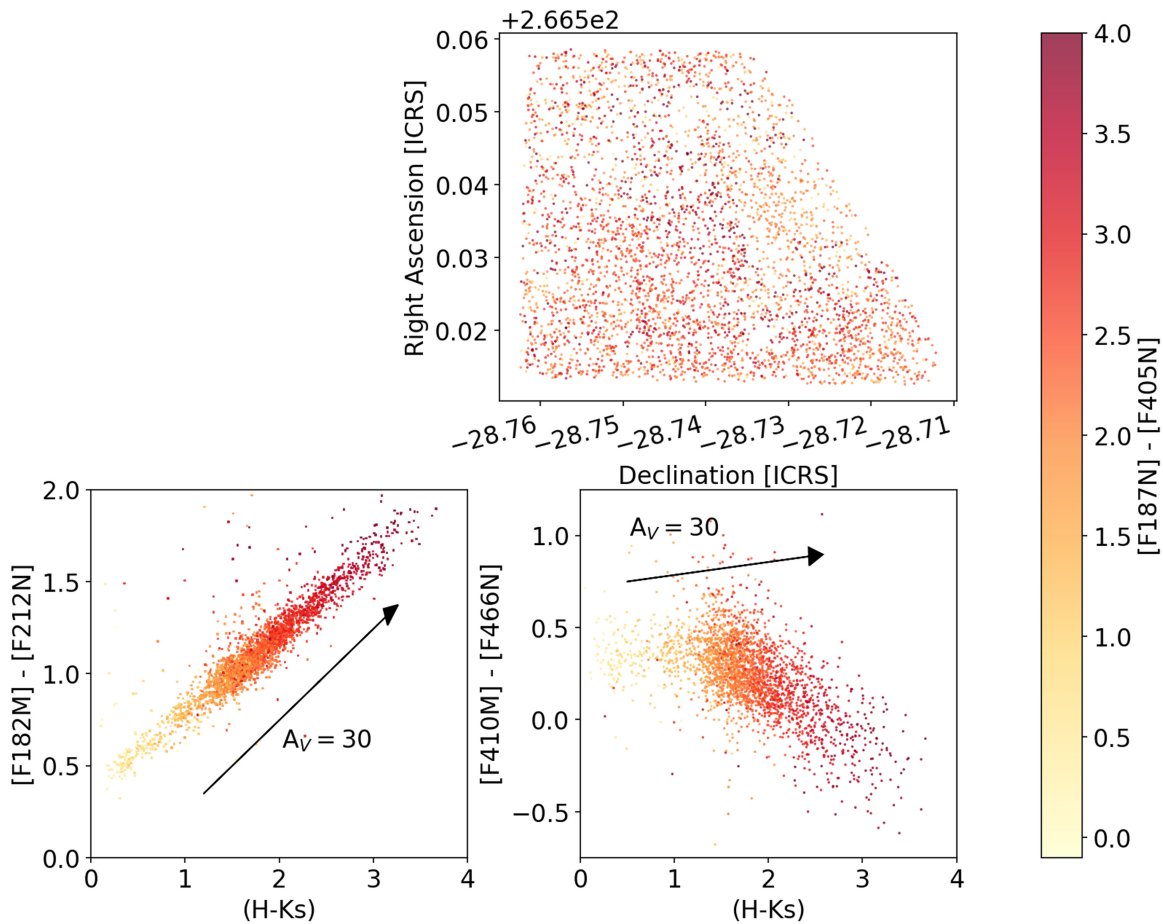 +2.665e2
0.06
0.05
0.04
0.03
0.02
Right Ascension [ICRS]
−28.76 −28.75 −28.74 −28.73 −28.72 −28.71
Declination [ICRS]
4.0
3.5
3.0
2.5
2.0
1.5
1.0
0.5
0.0
[F187N] - [F405N]
2.0
1.5
1.0
0.5
0.0
[F182M] - [F212N]
A_V = 30
0 1 2 3 4
(H-Ks)
1.0
0.5
0.0
−0.5
[F410M] - [F466N]
A_V = 30
0 1 2 3 4
(H-Ks)